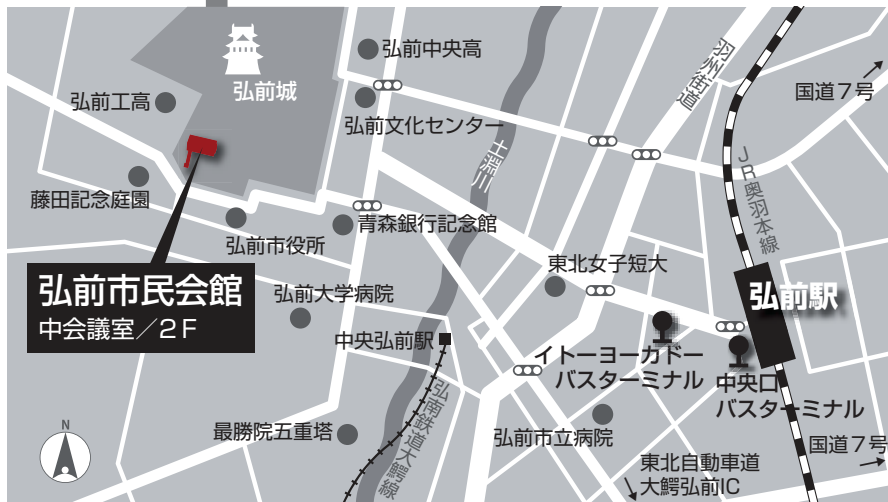 弘前城
弘前中央高
羽州街道
国道7号
弘前工高
弘前文化センター
土淵川
JR奥羽本線
藤田記念庭園
弘前市役所
青森銀行記念館
東北女子短大
弘前市民会館
中会議室／2F
弘前大学病院
中央弘前駅
弘前駅
イトーヨーカドー
バスターミナル
中央口
バスターミナル
弘南鉄道大鰐線
最勝院五重塔
弘前市立病院
東北自動車道
大鰐弘前IC
国道7号
N